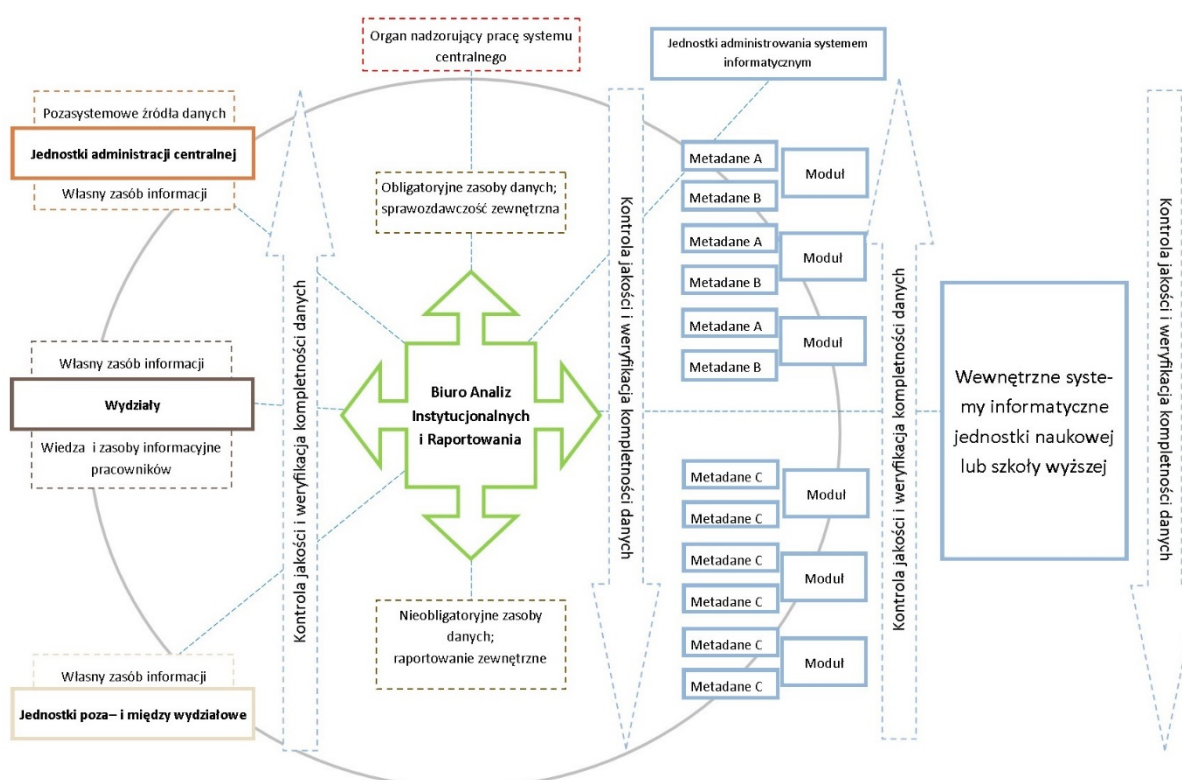 Organ nadzorujący pracę systemu
centralnego
Jednostki administrowania systemem
informatycznym
Pozasystemowe źródła danych
Jednostki administracji centralnej
Własny zasób informacji
Obligatoryjne zasoby danych;
sprawozdawczość zewnętrzna
Własny zasób informacji
Wydziały
Wiedza i zasoby informacyjne
pracowników
Własny zasób informacji
Jednostki poza– i między wydziałowe
Kontrola jakości i weryfikacja kompletności danych
Biuro Analiz
Instytucjonalnych
i Raportowania
Nieobligatoryjne zasoby
danych;
raportowanie zewnętrzne
Kontrola jakości i weryfikacja kompletności danych
Metadane A
Moduł
Metadane B
Metadane A
Moduł
Metadane B
Metadane A
Moduł
Metadane B
Metadane C
Moduł
Metadane C
Metadane C
Moduł
Metadane C
Metadane C
Moduł
Metadane C
Kontrola jakości i weryfikacja kompletności danych
Wewnętrzne syste-
my informatyczne
jednostki naukowej
lub szkoły wyższej
Kontrola jakości i weryfikacja kompletności danych